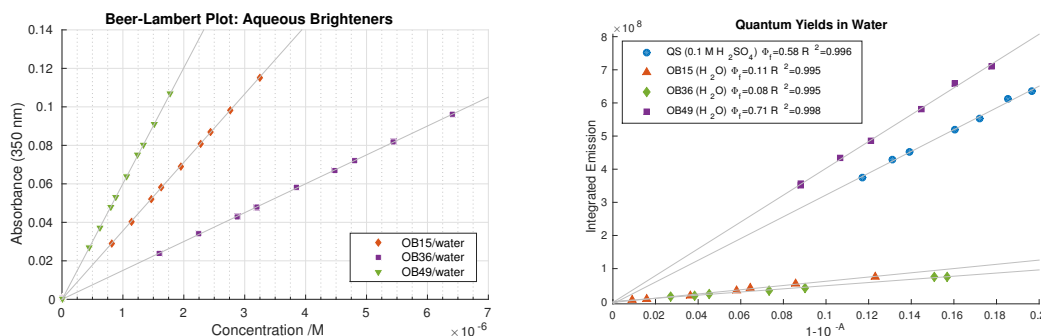 Beer-Lambert Plot: Aqueous Brighteners
Absorbance (350 nm)
0.14
0.12
0.1
0.08
0.06
0.04
0.02
0
OB15/water
OB36/water
OB49/water
0 1 2 3 4 5 6 7
Concentration /M
× 10⁻⁶
Quantum Yields in Water
× 10⁸
Integrated Emission
8
7
6
5
4
3
2
1
0
QS (0.1 M H₂SO₄) Φf=0.58 R²=0.996
OB15 (H₂O) Φf=0.11 R²=0.995
OB36 (H₂O) Φf=0.08 R²=0.995
OB49 (H₂O) Φf=0.71 R²=0.998
0 0.02 0.04 0.06 0.08 0.1 0.12 0.14 0.16 0.18 0.2
1-10⁻ᴬ